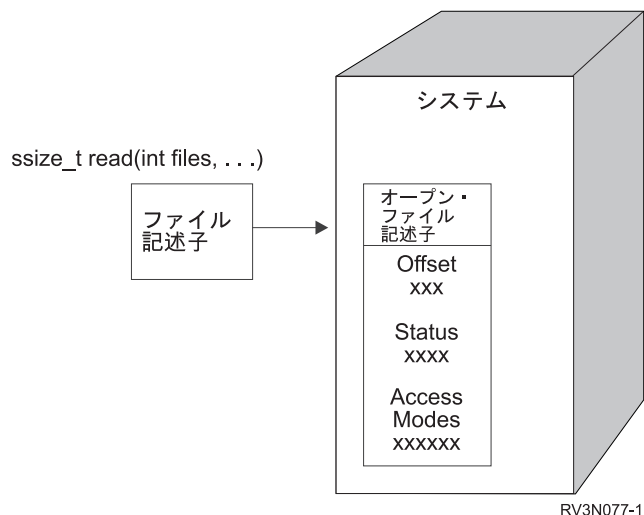 システム
ssize_t read(int files, . . .)
ファイル
記述子
オープン・
ファイル
記述子
Offset
xxx
Status
xxxx
Access
Modes
xxxxxx
RV3N077-1